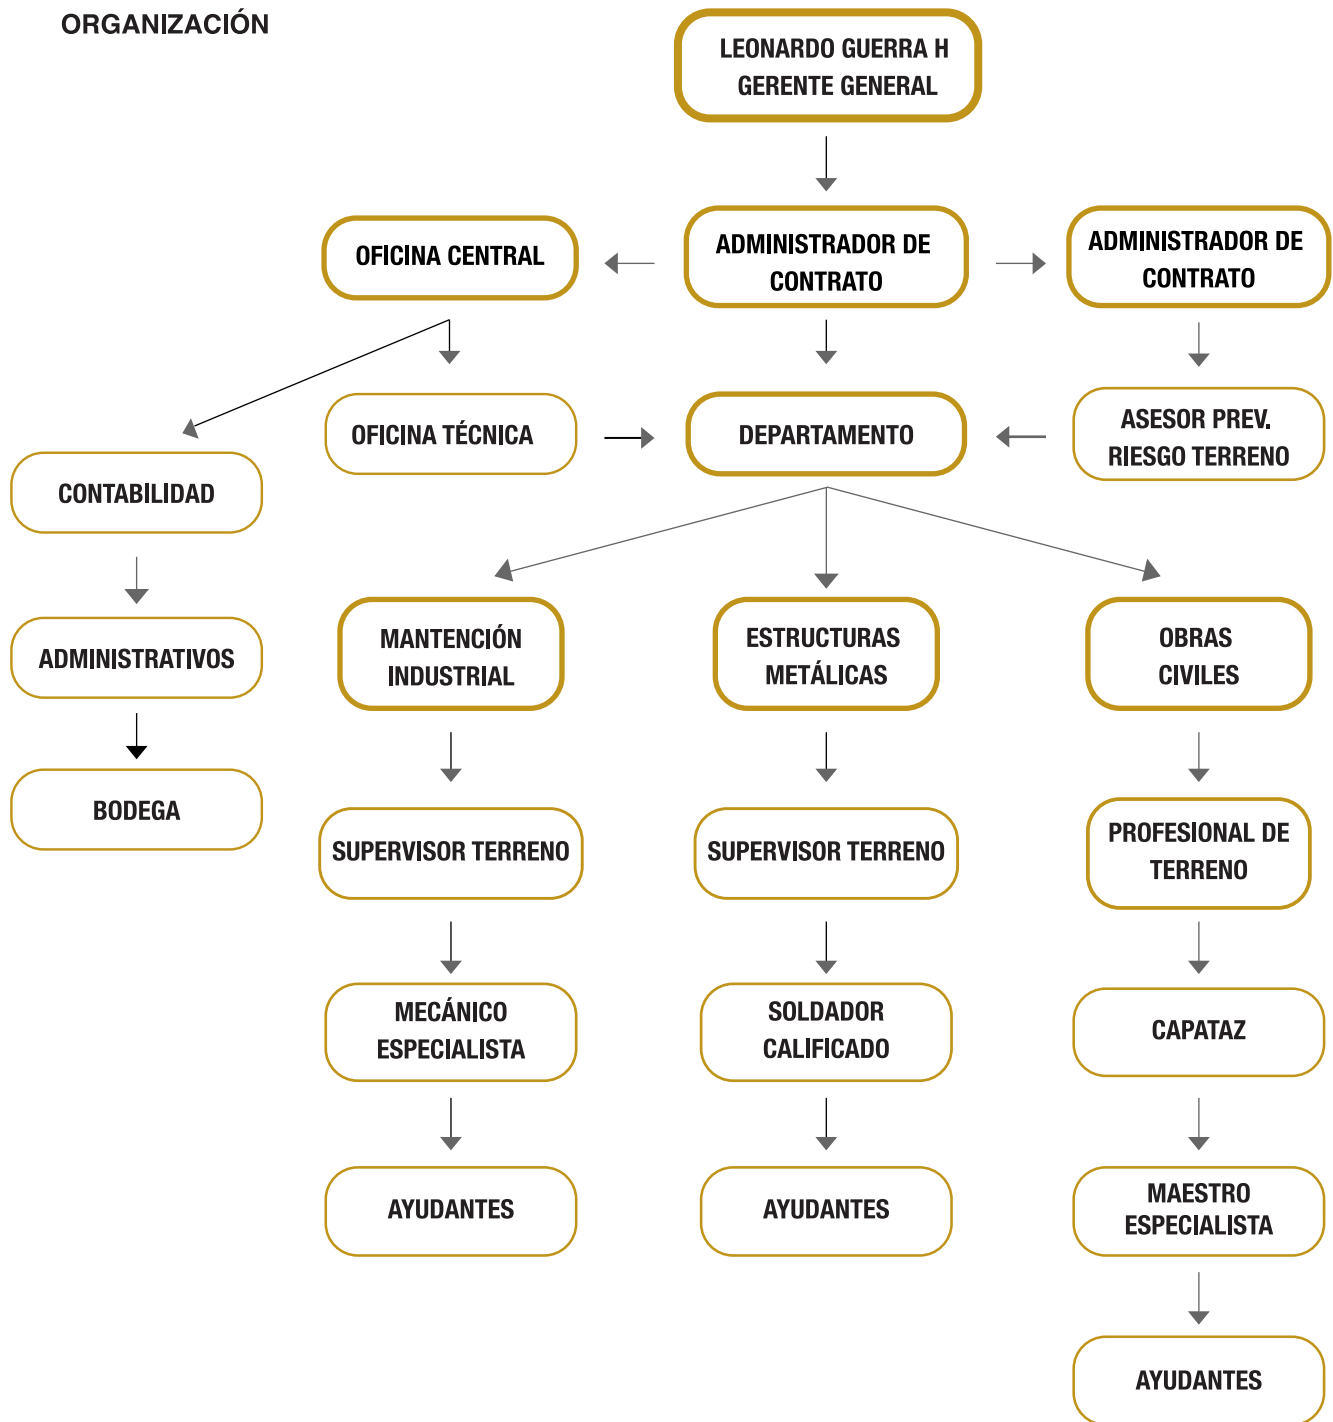 ORGANIZACIÓN
LEONARDO GUERRA H
GERENTE GENERAL
OFICINA CENTRAL
ADMINISTRADOR DE
CONTRATO
ADMINISTRADOR DE
CONTRATO
CONTABILIDAD
OFICINA TÉCNICA
DEPARTAMENTO
ASESOR PREV.
RIESGO TERRENO
ADMINISTRATIVOS
MANTENCIÓN
INDUSTRIAL
ESTRUCTURAS
METÁLICAS
OBRAS
CIVILES
BODEGA
SUPERVISOR TERRENO
SUPERVISOR TERRENO
PROFESIONAL DE
TERRENO
MECÁNICO
ESPECIALISTA
SOLDADOR
CALIFICADO
CAPATAZ
AYUDANTES
AYUDANTES
MAESTRO
ESPECIALISTA
AYUDANTES